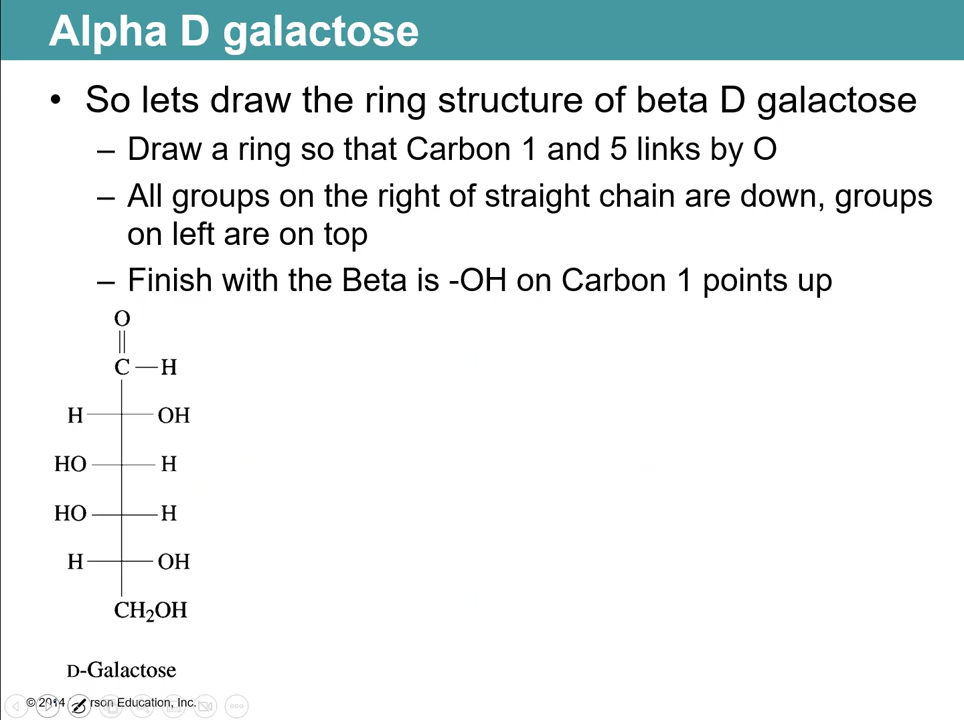 Alpha D galactose
• So lets draw the ring structure of beta D galactose
– Draw a ring so that Carbon 1 and 5 links by O
– All groups on the right of straight chain are down, groups
on left are on top
– Finish with the Beta is -OH on Carbon 1 points up
O
C H
H OH
HO H
HO H
H OH
CH₂OH
D-Galactose
© 2014 rson Education, Inc.